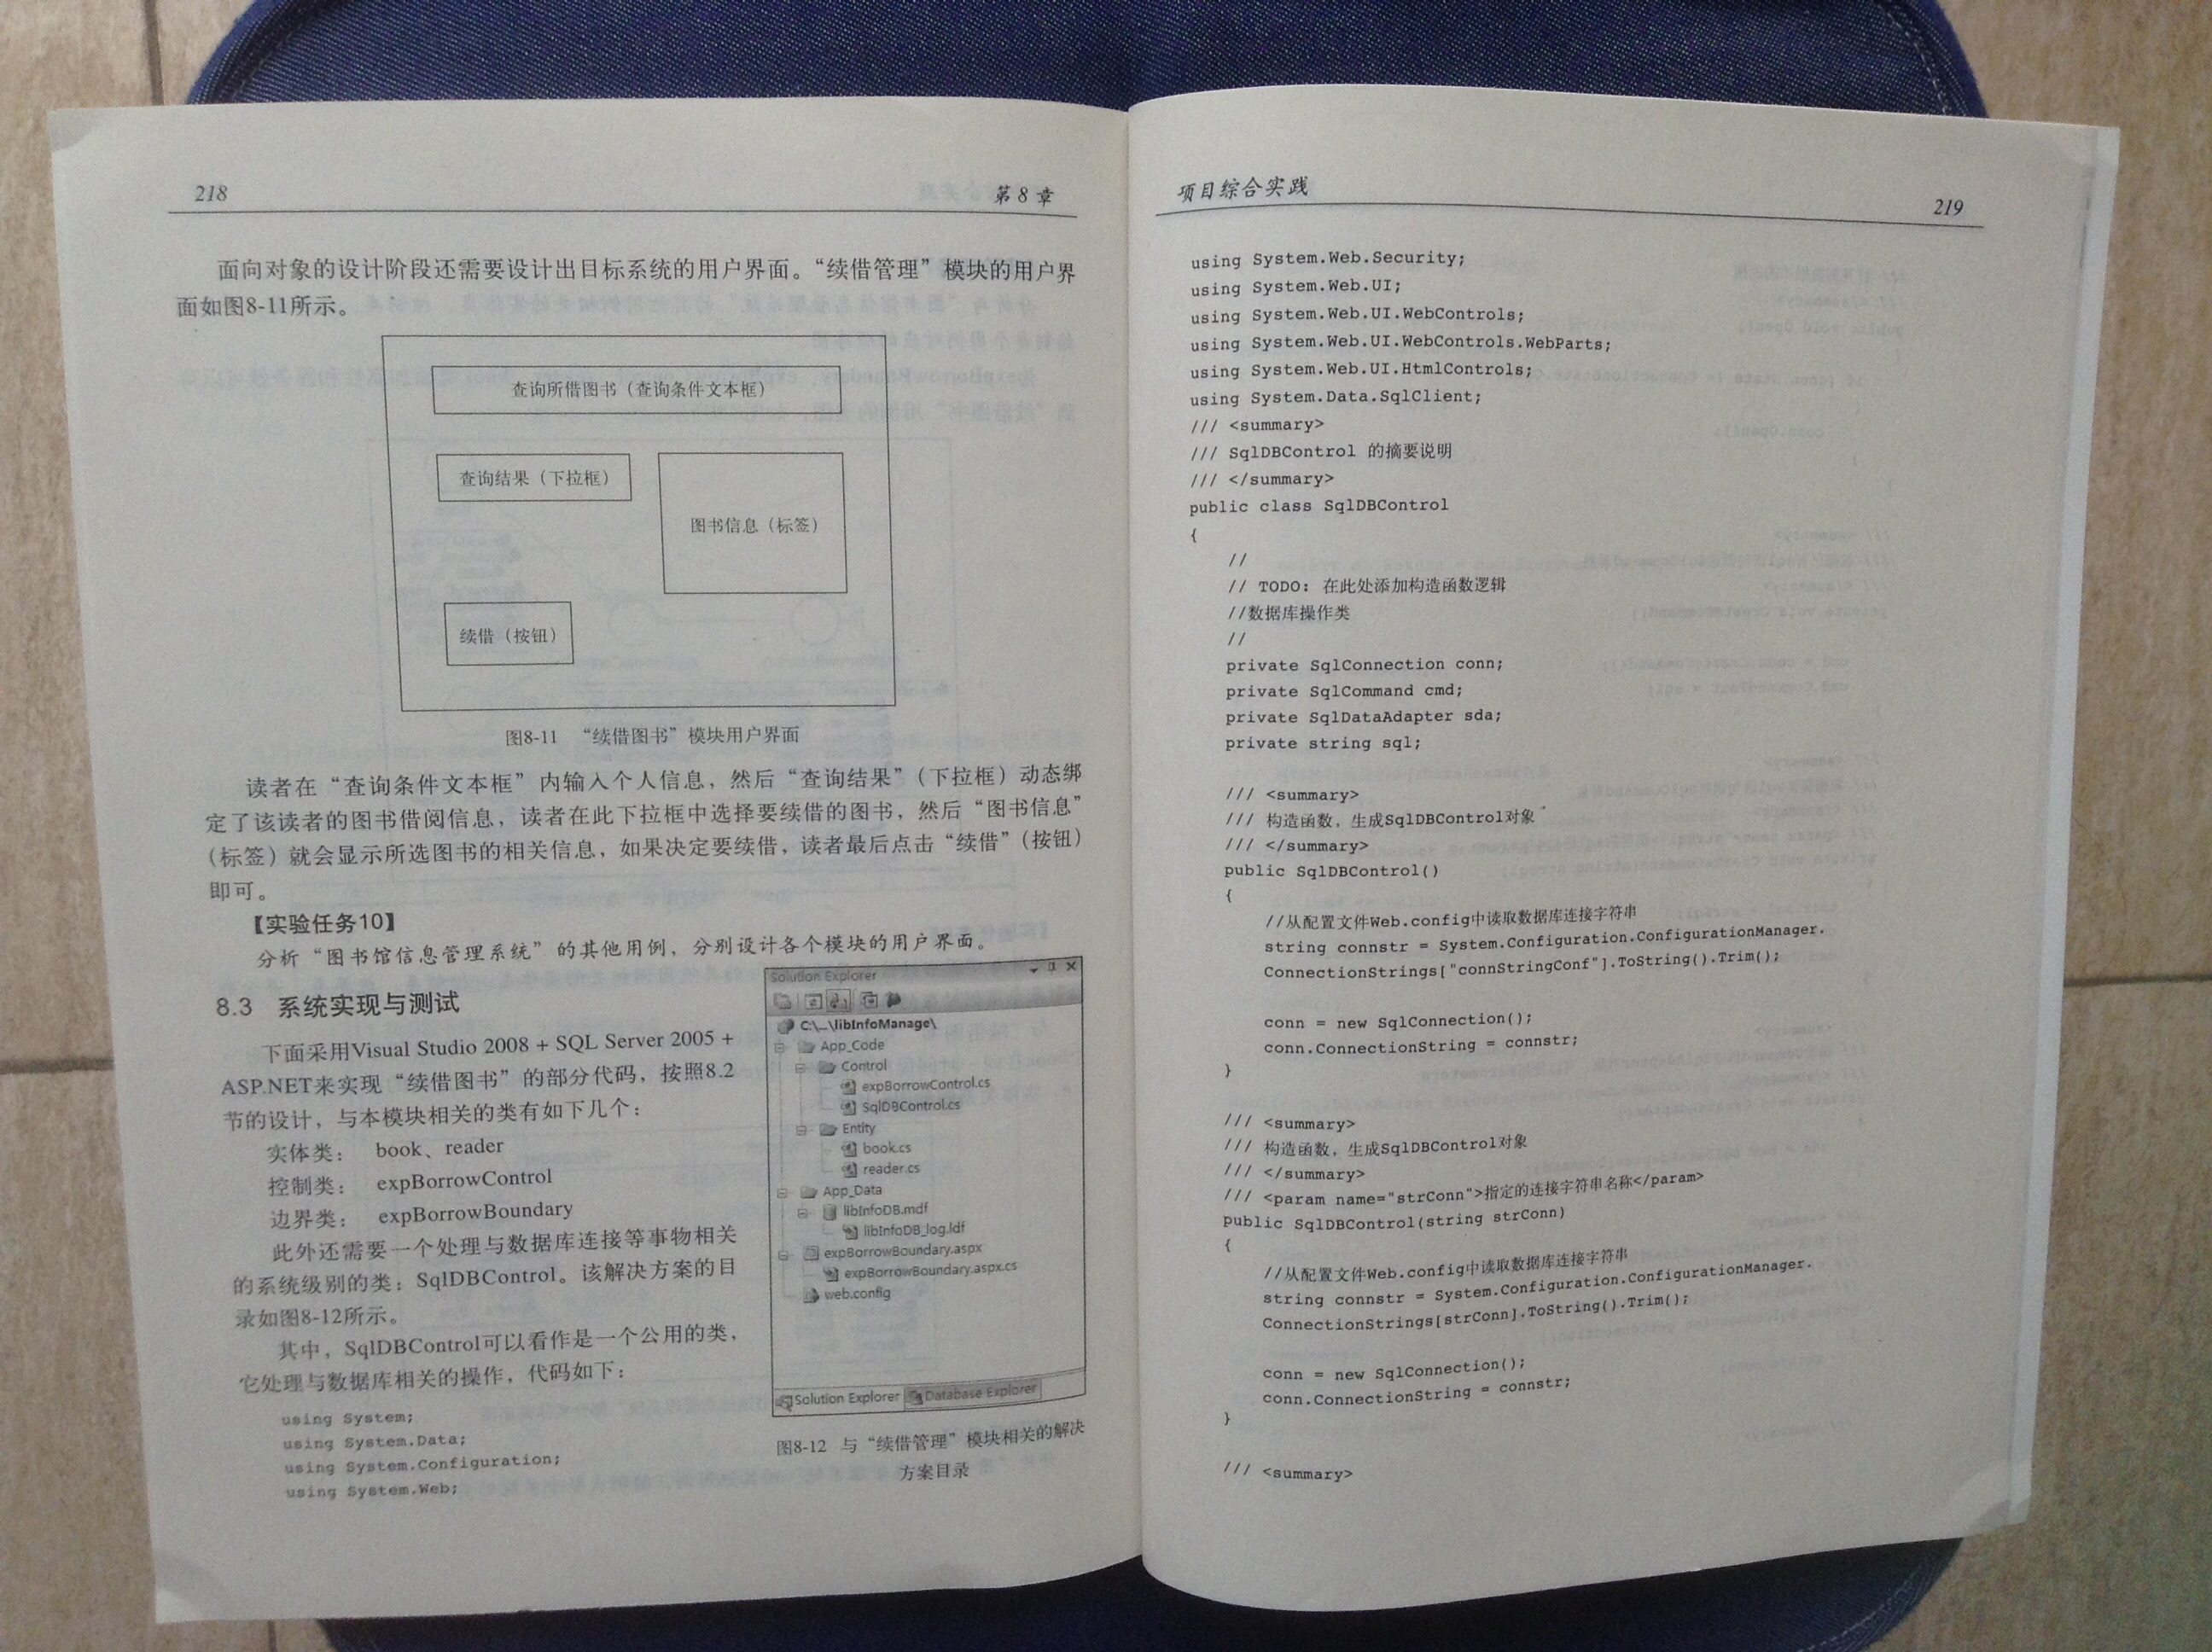 218
第8章
面向对象的设计阶段还需要设计出目标系统的用户界面。“续借管理”模块的用户界
面如图8-11所示。
查询所借图书（查询条件文本框）
查询结果（下拉框）
图书信息（标签）
续借（按钮）
图8-11 “续借图书”模块用户界面
读者在“查询条件文本框”内输入个人信息，然后“查询结果”（下拉框）动态绑
定了该读者的图书借阅信息，读者在此下拉框中选择要续借的图书，然后“图书信息”
（标签）就会显示所选图书的相关信息，如果决定要续借，读者最后点击“续借”（按钮）
即可。
【实验任务10】
分析“图书馆信息管理系统”的其他用例，分别设计各个模块的用户界面。
8.3 系统实现与测试
下面采用Visual Studio 2008 + SQL Server 2005 +
ASP.NET来实现“续借图书”的部分代码，按照8.2
节的设计，与本模块相关的类有如下几个：
实体类： book、reader
控制类： expBorrowControl
边界类： expBorrowBoundary
此外还需要一个处理与数据库连接等事物相关
的系统级别的类：SqlDBControl。该解决方案的目
录如图8-12所示。
其中，SqlDBControl可以看作是一个公用的类，
它处理与数据库相关的操作，代码如下：
using System;
using System.Data;
using System.Configuration;
using System.Web;
Solution Explorer
C:\...\libInfoManage\
App_Code
Control
expBorrowControl.cs
SqlDBControl.cs
Entity
book.cs
reader.cs
App_Data
libInfoDB.mdf
libInfoDB_log.ldf
expBorrowBoundary.aspx
expBorrowBoundary.aspx.cs
web.config
Solution Explorer Database Explorer
图8-12 与“续借管理”模块相关的解决
方案目录
项目综合实践
219
using System.Web.Security;
using System.Web.UI;
using System.Web.UI.WebControls;
using System.Web.UI.WebControls.WebParts;
using System.Web.UI.HtmlControls;
using System.Data.SqlClient;
/// <summary>
/// SqlDBControl 的摘要说明
/// </summary>
public class SqlDBControl
{
//
// TODO: 在此处添加构造函数逻辑
//数据库操作类
//
private SqlConnection conn;
private SqlCommand cmd;
private SqlDataAdapter sda;
private string sql;
/// <summary>
/// 构造函数，生成SqlDBControl对象
/// </summary>
public SqlDBControl()
{
//从配置文件Web.config中读取数据库连接字符串
string connstr = System.Configuration.ConfigurationManager.
ConnectionStrings["connStringConf"].ToString().Trim();
conn = new SqlConnection();
conn.ConnectionString = connstr;
}
/// <summary>
/// 构造函数，生成SqlDBControl对象
/// </summary>
/// <param name="strConn">指定的连接字符串名称</param>
public SqlDBControl(string strConn)
{
//从配置文件Web.config中读取数据库连接字符串
string connstr = System.Configuration.ConfigurationManager.
ConnectionStrings[strConn].ToString().Trim();
conn = new SqlConnection();
conn.ConnectionString = connstr;
}
/// <summary>